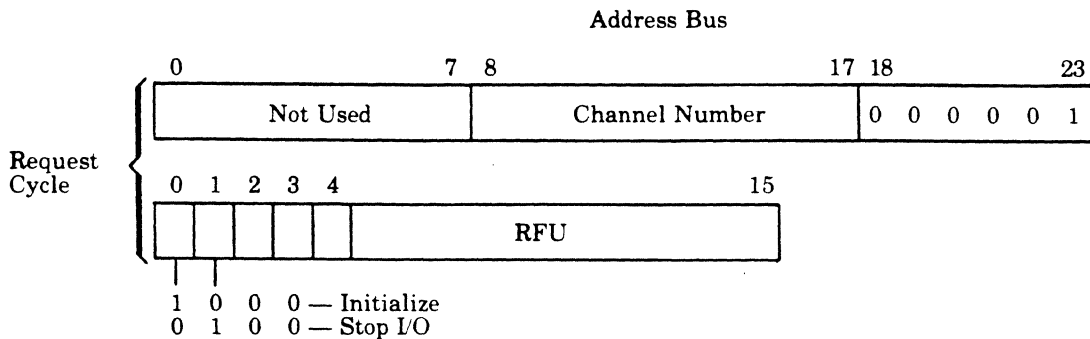 Address Bus
0 7 8 17 18 23
Not Used Channel Number 0 0 0 0 0 1
Request
Cycle
0 1 2 3 4 15
RFU
1 0 0 0 — Initialize
0 1 0 0 — Stop I/O